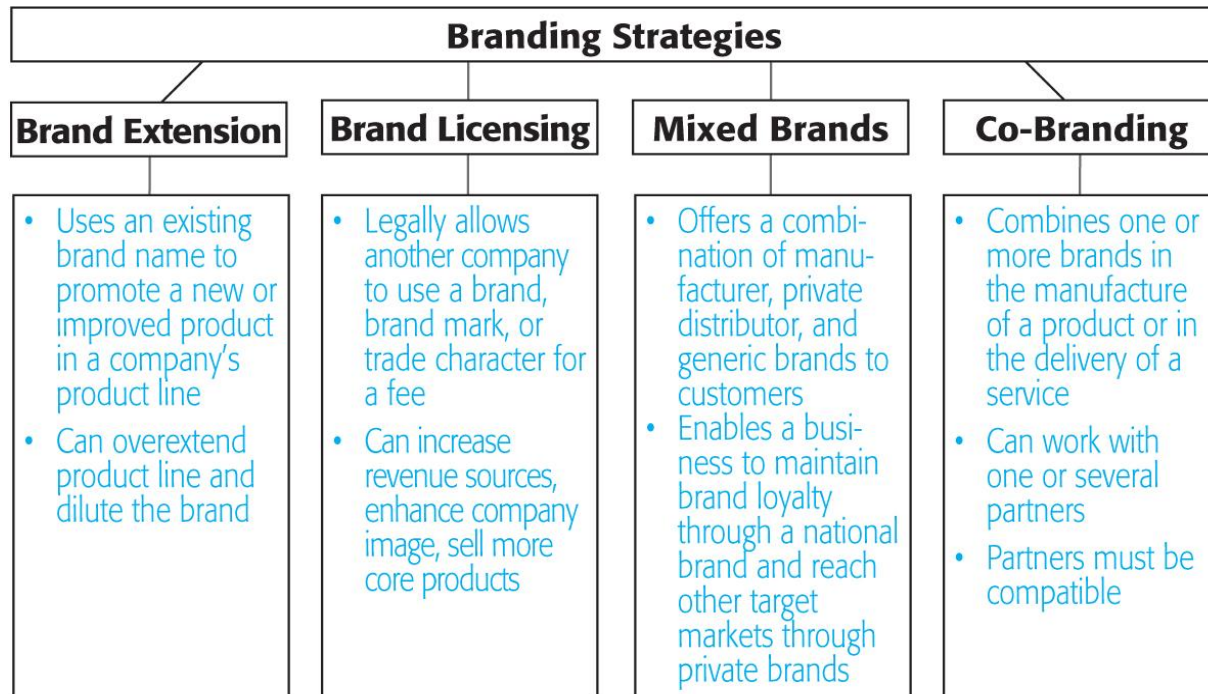 Branding Strategies
Brand Extension
• Uses an existing
brand name to
promote a new or
improved product
in a company's
product line
• Can overextend
product line and
dilute the brand
Brand Licensing
• Legally allows
another company
to use a brand,
brand mark, or
trade character for
a fee
• Can increase
revenue sources,
enhance company
image, sell more
core products
Mixed Brands
• Offers a combi-
nation of manu-
facturer, private
distributor, and
generic brands to
customers
• Enables a busi-
ness to maintain
brand loyalty
through a national
brand and reach
other target
markets through
private brands
Co-Branding
• Combines one or
more brands in
the manufacture
of a product or in
the delivery of a
service
• Can work with
one or several
partners
• Partners must be
compatible